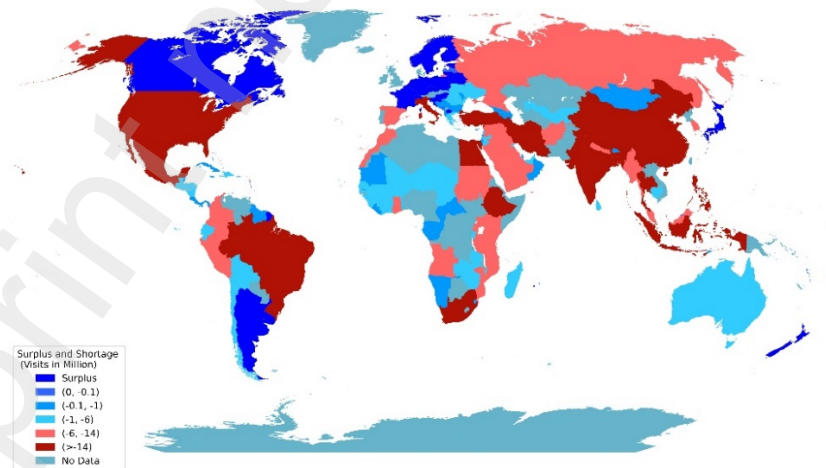 print
Surplus and Shortage
(Visits in Million)
Surplus
(0, -0.1)
(-0.1, -1)
(-1, -6)
(-6, -14)
(>-14)
No Data